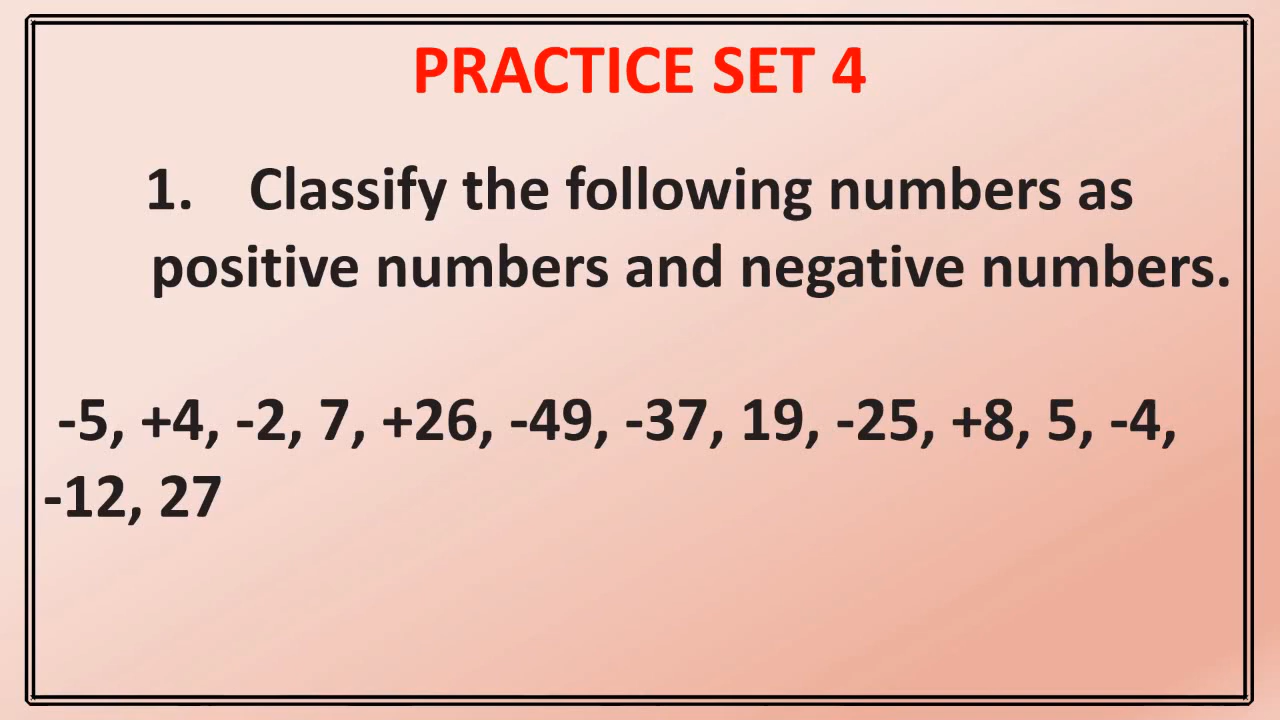 PRACTICE SET 4
1. Classify the following numbers as
positive numbers and negative numbers.
-5, +4, -2, 7, +26, -49, -37, 19, -25, +8, 5, -4,
-12, 27